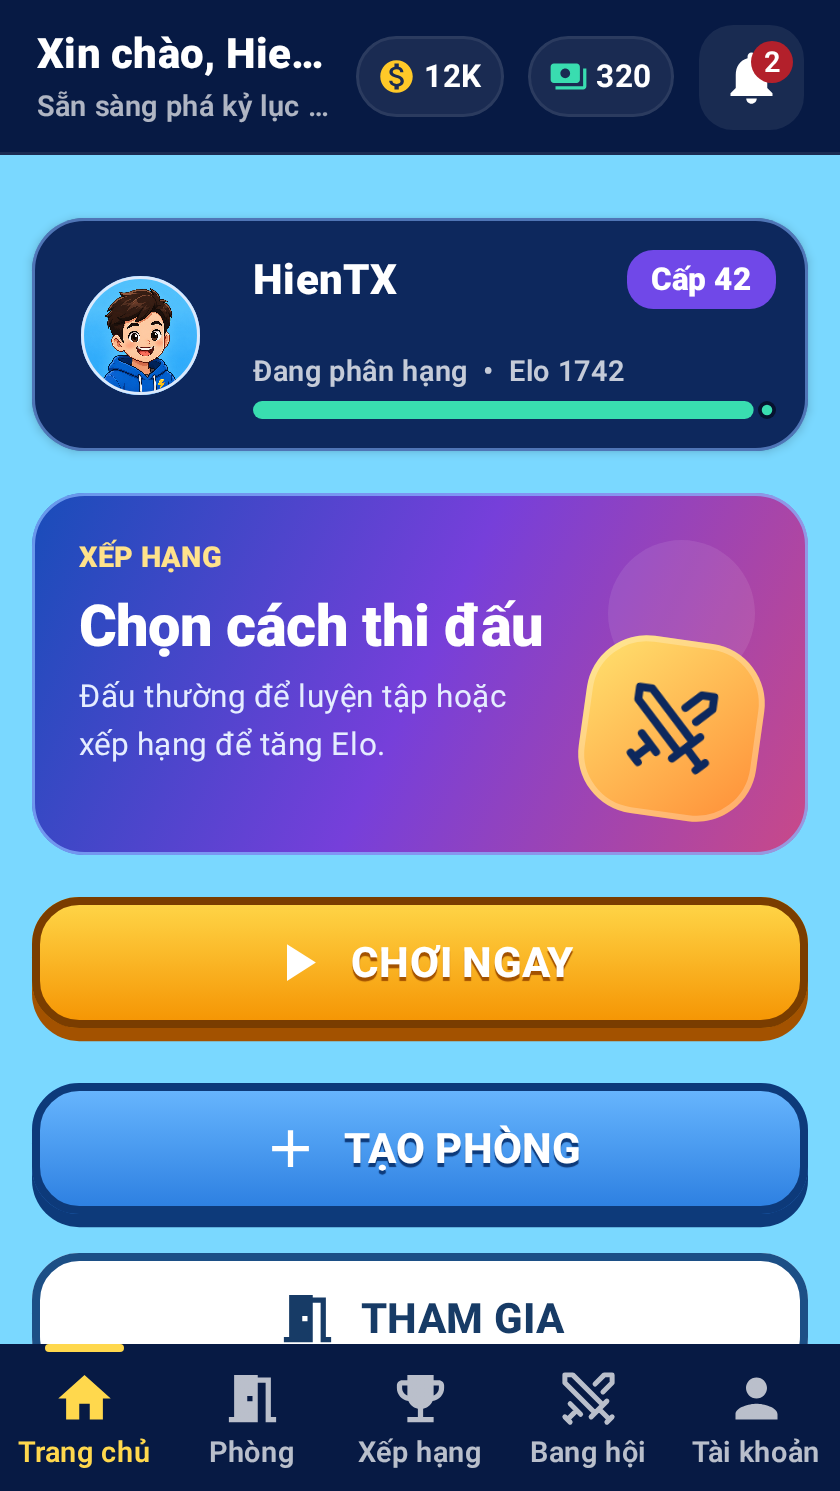 Xin chào, Hie...
Sẵn sàng phá kỷ lục ...
12K
320
2
HienTX
Cấp 42
Đang phân hạng • Elo 1742
XẾP HẠNG
Chọn cách thi đấu
Đấu thường để luyện tập hoặc
xếp hạng để tăng Elo.
CHƠI NGAY
TẠO PHÒNG
THAM GIA
Trang chủ
Phòng
Xếp hạng
Bang hội
Tài khoản